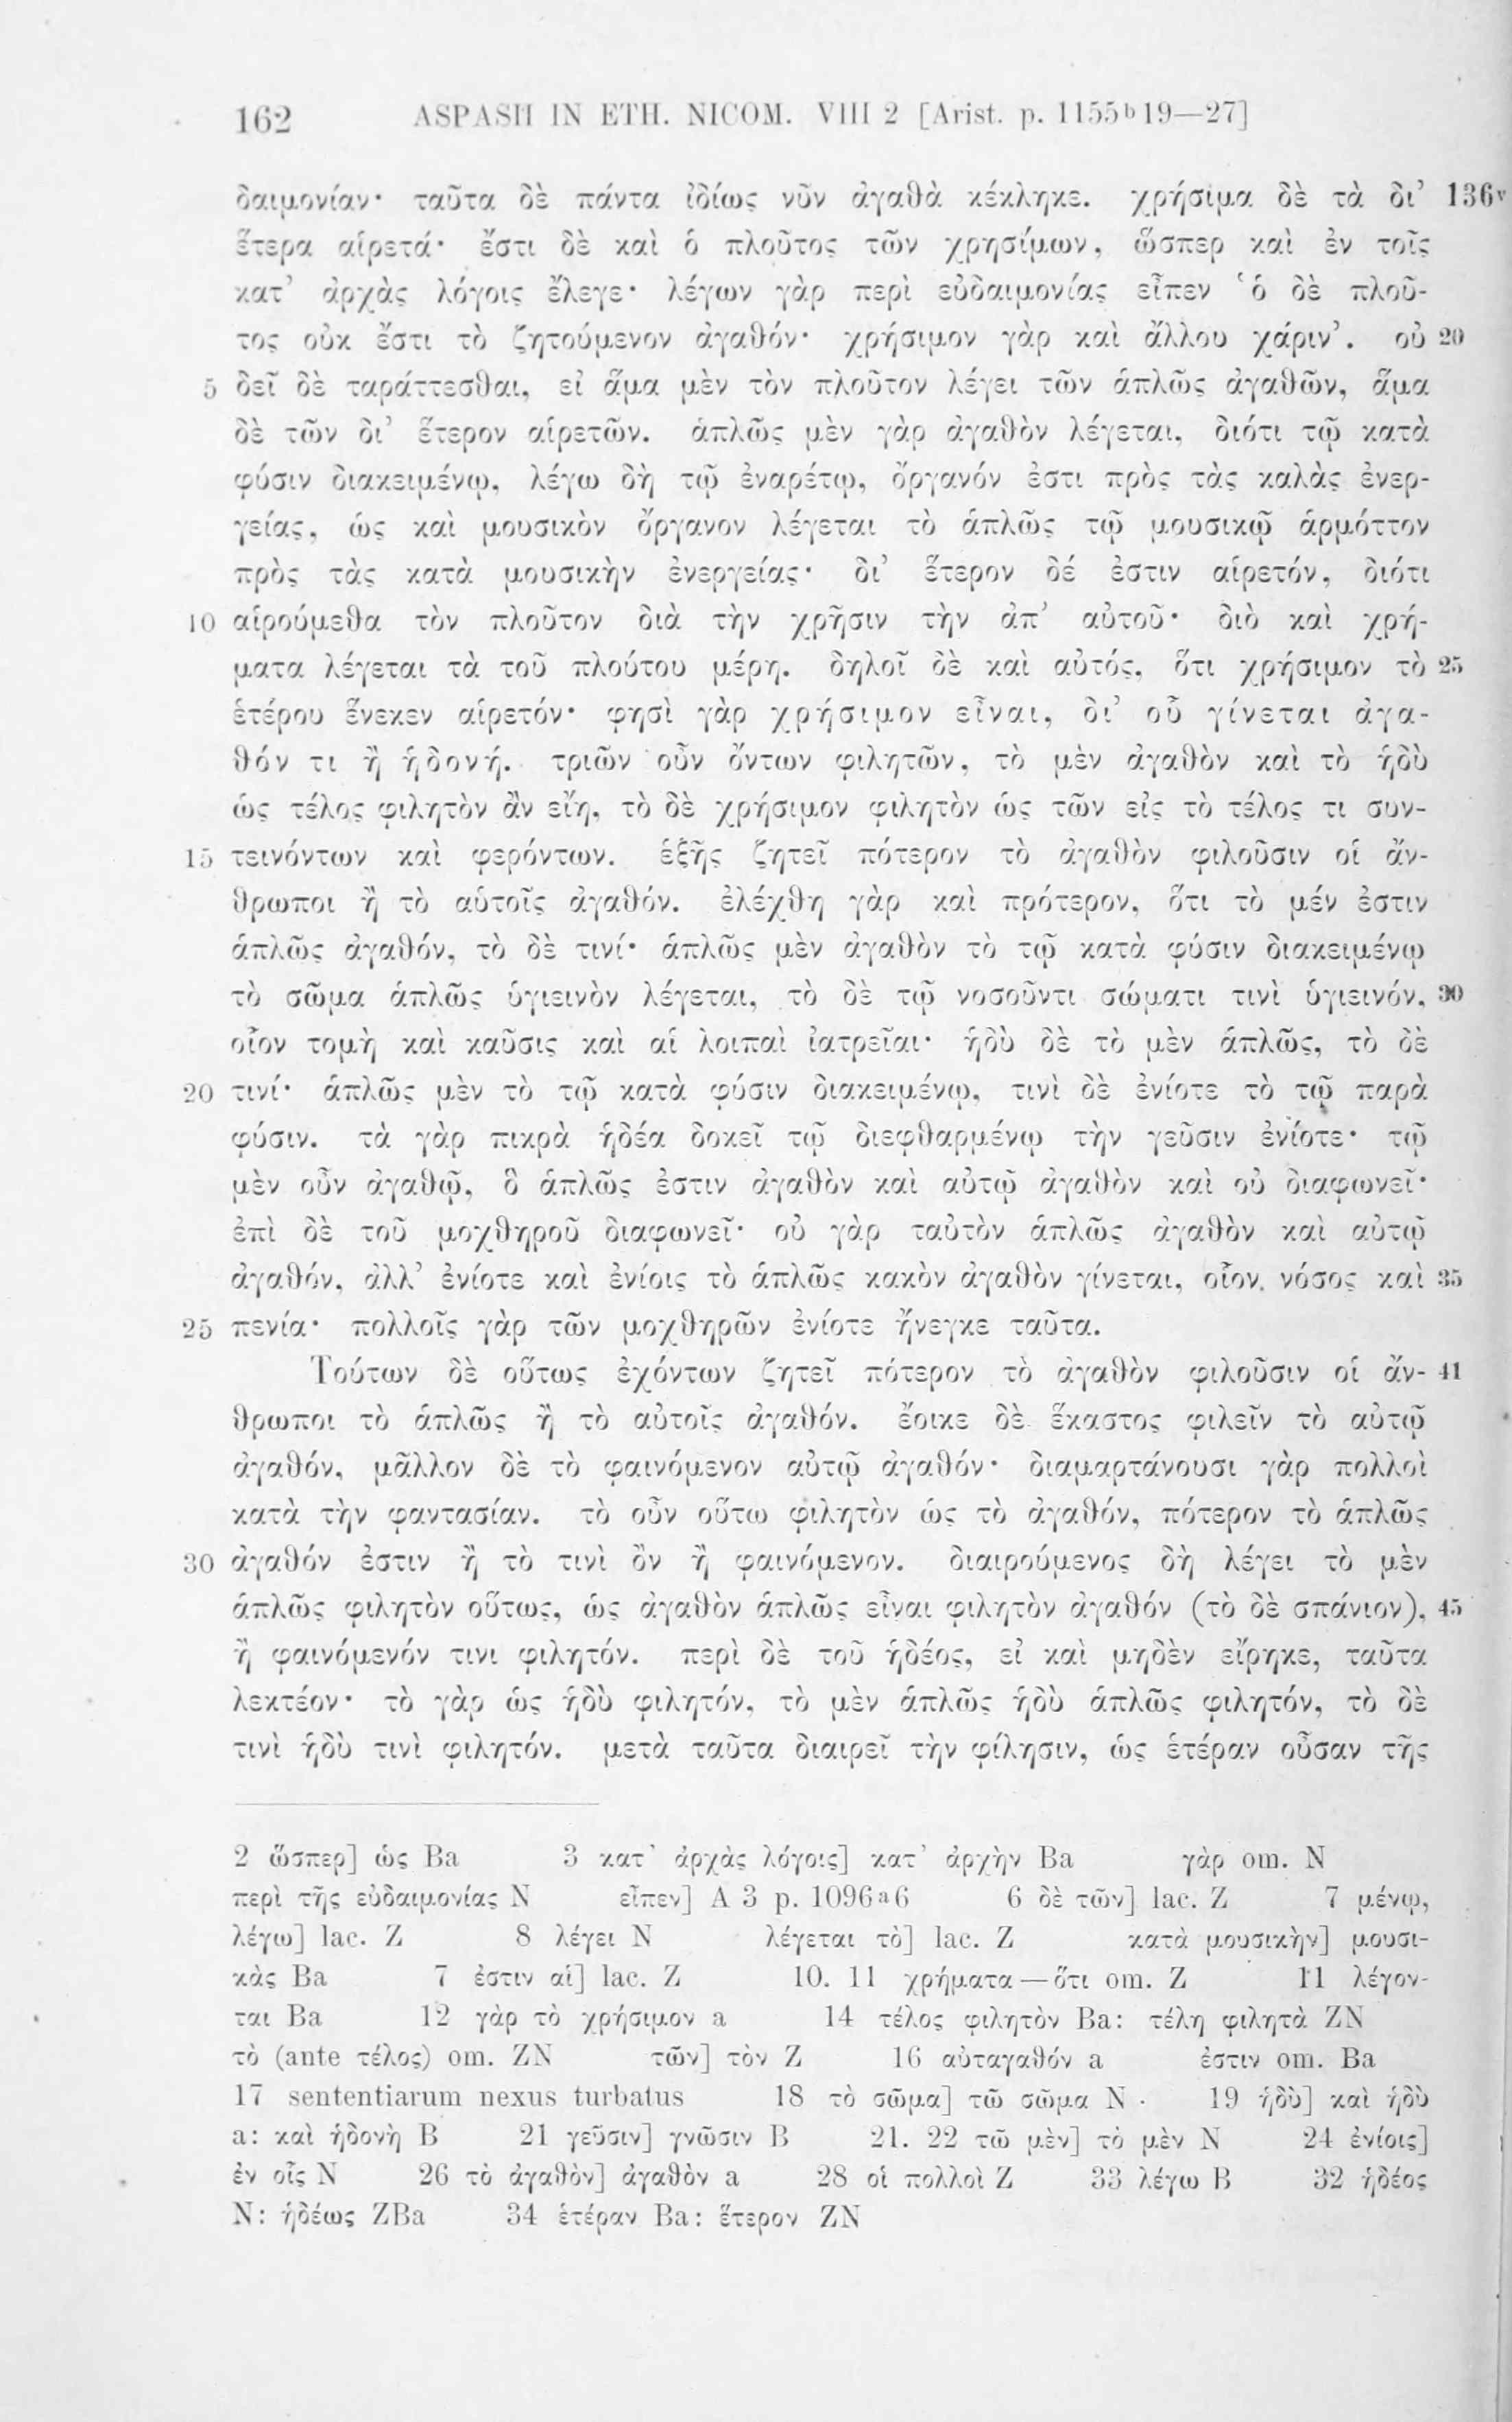 162 ASPASII IN ETH. NICOM. VIII 2 [Arist. p. 1155ᵇ19—27]
δαιμονίαν· ταῦτα δὲ πάντα ἰδίως νῦν ἀγαθὰ κέκληκε. χρήσιμα δὲ τὰ δι’ 136ᵛ
ἕτερα αἱρετά· ἔστι δὲ καὶ ὁ πλοῦτος τῶν χρησίμων, ὥσπερ καὶ ἐν τοῖς
κατ’ ἀρχὰς λόγοις ἔλεγε· λέγων γὰρ περὶ εὐδαιμονίας εἶπεν ‘ὁ δὲ πλοῦ-
τος οὐκ ἔστι τὸ ζητούμενον ἀγαθόν· χρήσιμον γὰρ καὶ ἄλλου χάριν’. οὐ 20
5 δεῖ δὲ ταράττεσθαι, εἰ ἅμα μὲν τὸν πλοῦτον λέγει τῶν ἁπλῶς ἀγαθῶν, ἅμα
δὲ τῶν δι’ ἕτερον αἱρετῶν. ἁπλῶς μὲν γὰρ ἀγαθὸν λέγεται, διότι τῷ κατὰ
φύσιν διακειμένῳ, λέγω δὴ τῷ ἐναρέτῳ, ὄργανόν ἐστι πρὸς τὰς καλὰς ἐνερ-
γείας, ὡς καὶ μουσικὸν ὄργανον λέγεται τὸ ἁπλῶς τῷ μουσικῷ ἁρμόττον
πρὸς τὰς κατὰ μουσικὴν ἐνεργείας· δι’ ἕτερον δέ ἐστιν αἱρετόν, διότι
10 αἱρούμεθα τὸν πλοῦτον διὰ τὴν χρῆσιν τὴν ἀπ’ αὐτοῦ· διὸ καὶ χρή-
ματα λέγεται τὰ τοῦ πλούτου μέρη. δηλοῖ δὲ καὶ αὐτός, ὅτι χρήσιμον τὸ 25
ἑτέρου ἕνεκεν αἱρετόν· φησὶ γὰρ χρήσιμον εἶναι, δι’ οὗ γίνεται ἀγα-
θόν τι ἢ ἡδονή. τριῶν οὖν ὄντων φιλητῶν, τὸ μὲν ἀγαθὸν καὶ τὸ ἡδὺ
ὡς τέλος φιλητὸν ἂν εἴη, τὸ δὲ χρήσιμον φιλητὸν ὡς τῶν εἰς τὸ τέλος τι συν-
15 τεινόντων καὶ φερόντων. ἑξῆς ζητεῖ πότερον τὸ ἀγαθὸν φιλοῦσιν οἱ ἄν-
θρωποι ἢ τὸ αὑτοῖς ἀγαθόν. ἐλέχθη γὰρ καὶ πρότερον, ὅτι τὸ μέν ἐστιν
ἁπλῶς ἀγαθόν, τὸ δὲ τινί· ἁπλῶς μὲν ἀγαθὸν τὸ τῷ κατὰ φύσιν διακειμένῳ
τὸ σῶμα ἁπλῶς ὑγιεινὸν λέγεται, τὸ δὲ τῷ νοσοῦντι σώματι τινὶ ὑγιεινόν, 30
οἷον τομὴ καὶ καῦσις καὶ αἱ λοιπαὶ ἰατρεῖαι· ἡδὺ δὲ τὸ μὲν ἁπλῶς, τὸ δὲ
20 τινί· ἁπλῶς μὲν τὸ τῷ κατὰ φύσιν διακειμένῳ, τινὶ δὲ ἐνίοτε τὸ τῷ παρὰ
φύσιν. τὰ γὰρ πικρὰ ἡδέα δοκεῖ τῷ διεφθαρμένῳ τὴν γεῦσιν ἐνίοτε· τῷ
μὲν οὖν ἀγαθῷ, ὃ ἁπλῶς ἐστιν ἀγαθὸν καὶ αὐτῷ ἀγαθὸν καὶ οὐ διαφωνεῖ·
ἐπὶ δὲ τοῦ μοχθηροῦ διαφωνεῖ· οὐ γὰρ ταὐτὸν ἁπλῶς ἀγαθὸν καὶ αὐτῷ
ἀγαθόν, ἀλλ’ ἐνίοτε καὶ ἐνίοις τὸ ἁπλῶς κακὸν ἀγαθὸν γίνεται, οἷον νόσος καὶ 35
25 πενία· πολλοῖς γὰρ τῶν μοχθηρῶν ἐνίοτε ἤνεγκε ταῦτα.
Τούτων δὲ οὕτως ἐχόντων ζητεῖ πότερον τὸ ἀγαθὸν φιλοῦσιν οἱ ἄν- 41
θρωποι τὸ ἁπλῶς ἢ τὸ αὑτοῖς ἀγαθόν. ἔοικε δὲ ἕκαστος φιλεῖν τὸ αὑτῷ
ἀγαθόν, μᾶλλον δὲ τὸ φαινόμενον αὑτῷ ἀγαθόν· διαμαρτάνουσι γὰρ πολλοὶ
κατὰ τὴν φαντασίαν. τὸ οὖν οὕτω φιλητὸν ὡς τὸ ἀγαθόν, πότερον τὸ ἁπλῶς
30 ἀγαθόν ἐστιν ἢ τὸ τινὶ ὂν ἢ φαινόμενον. διαιρούμενος δὴ λέγει τὸ μὲν
ἁπλῶς φιλητὸν οὕτως, ὡς ἀγαθὸν ἁπλῶς εἶναι φιλητὸν ἀγαθόν (τὸ δὲ σπάνιον), 45
ἢ φαινόμενόν τινι φιλητόν. περὶ δὲ τοῦ ἡδέος, εἰ καὶ μηδὲν εἴρηκε, ταῦτα
λεκτέον· τὸ γὰρ ὡς ἡδὺ φιλητόν, τὸ μὲν ἁπλῶς ἡδὺ ἁπλῶς φιλητόν, τὸ δὲ
τινὶ ἡδὺ τινὶ φιλητόν. μετὰ ταῦτα διαιρεῖ τὴν φίλησιν, ὡς ἑτέραν οὖσαν τῆς
2 ὥσπερ] ὡς Ba 3 κατ’ ἀρχὰς λόγοις] κατ’ ἀρχὴν Ba γὰρ om. N
περὶ τῆς εὐδαιμονίας N εἶπεν] A 3 p. 1096ᵃ6 6 δὲ τῶν] lac. Z 7 μένῳ,
λέγω] lac. Z 8 λέγει N λέγεται τὸ] lac. Z κατὰ μουσικὴν] μουσι-
κὰς Ba 7 ἐστιν αἱ] lac. Z 10. 11 χρήματα — ὅτι om. Z 11 λέγον-
ται Ba 12 γὰρ τὸ χρήσιμον a 14 τέλος φιλητὸν Ba: τέλη φιλητὰ ZN
τὸ (ante τέλος) om. ZN τῶν] τὸν Z 16 αὐταγαθόν a ἐστιν om. Ba
17 sententiarum nexus turbatus 18 τὸ σῶμα] τῶ σῶμα N 19 ἡδὺ] καὶ ἡδὺ
a: καὶ ἡδονὴ B 21 γεῦσιν] γνῶσιν B 21. 22 τῶ μὲν] τὸ μὲν N 24 ἐνίοις]
ἐν οἷς N 26 τὸ ἀγαθὸν] ἀγαθὸν a 28 οἱ πολλοὶ Z 33 λέγω B 32 ἡδέος
N: ἡδέως ZBa 34 ἑτέραν Ba: ἕτερον ZN